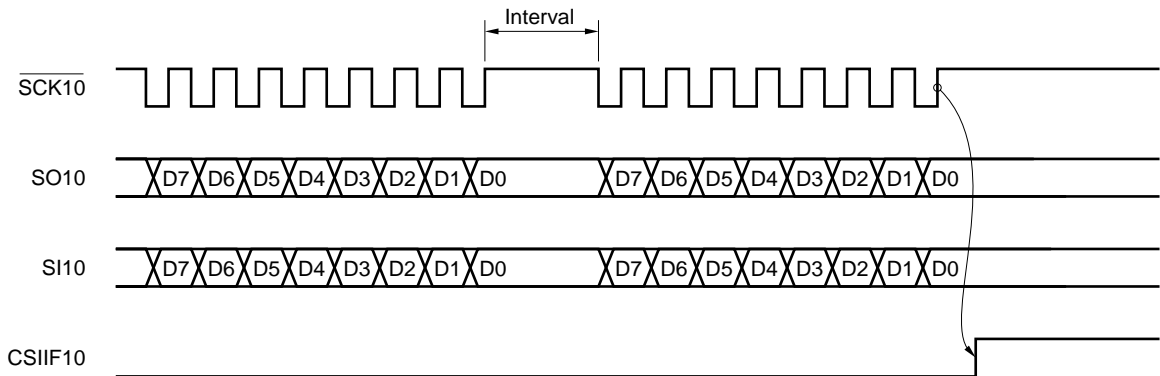 Interval
SCK10
SO10 D7 D6 D5 D4 D3 D2 D1 D0 D7 D6 D5 D4 D3 D2 D1 D0
SI10 D7 D6 D5 D4 D3 D2 D1 D0 D7 D6 D5 D4 D3 D2 D1 D0
CSIIF10